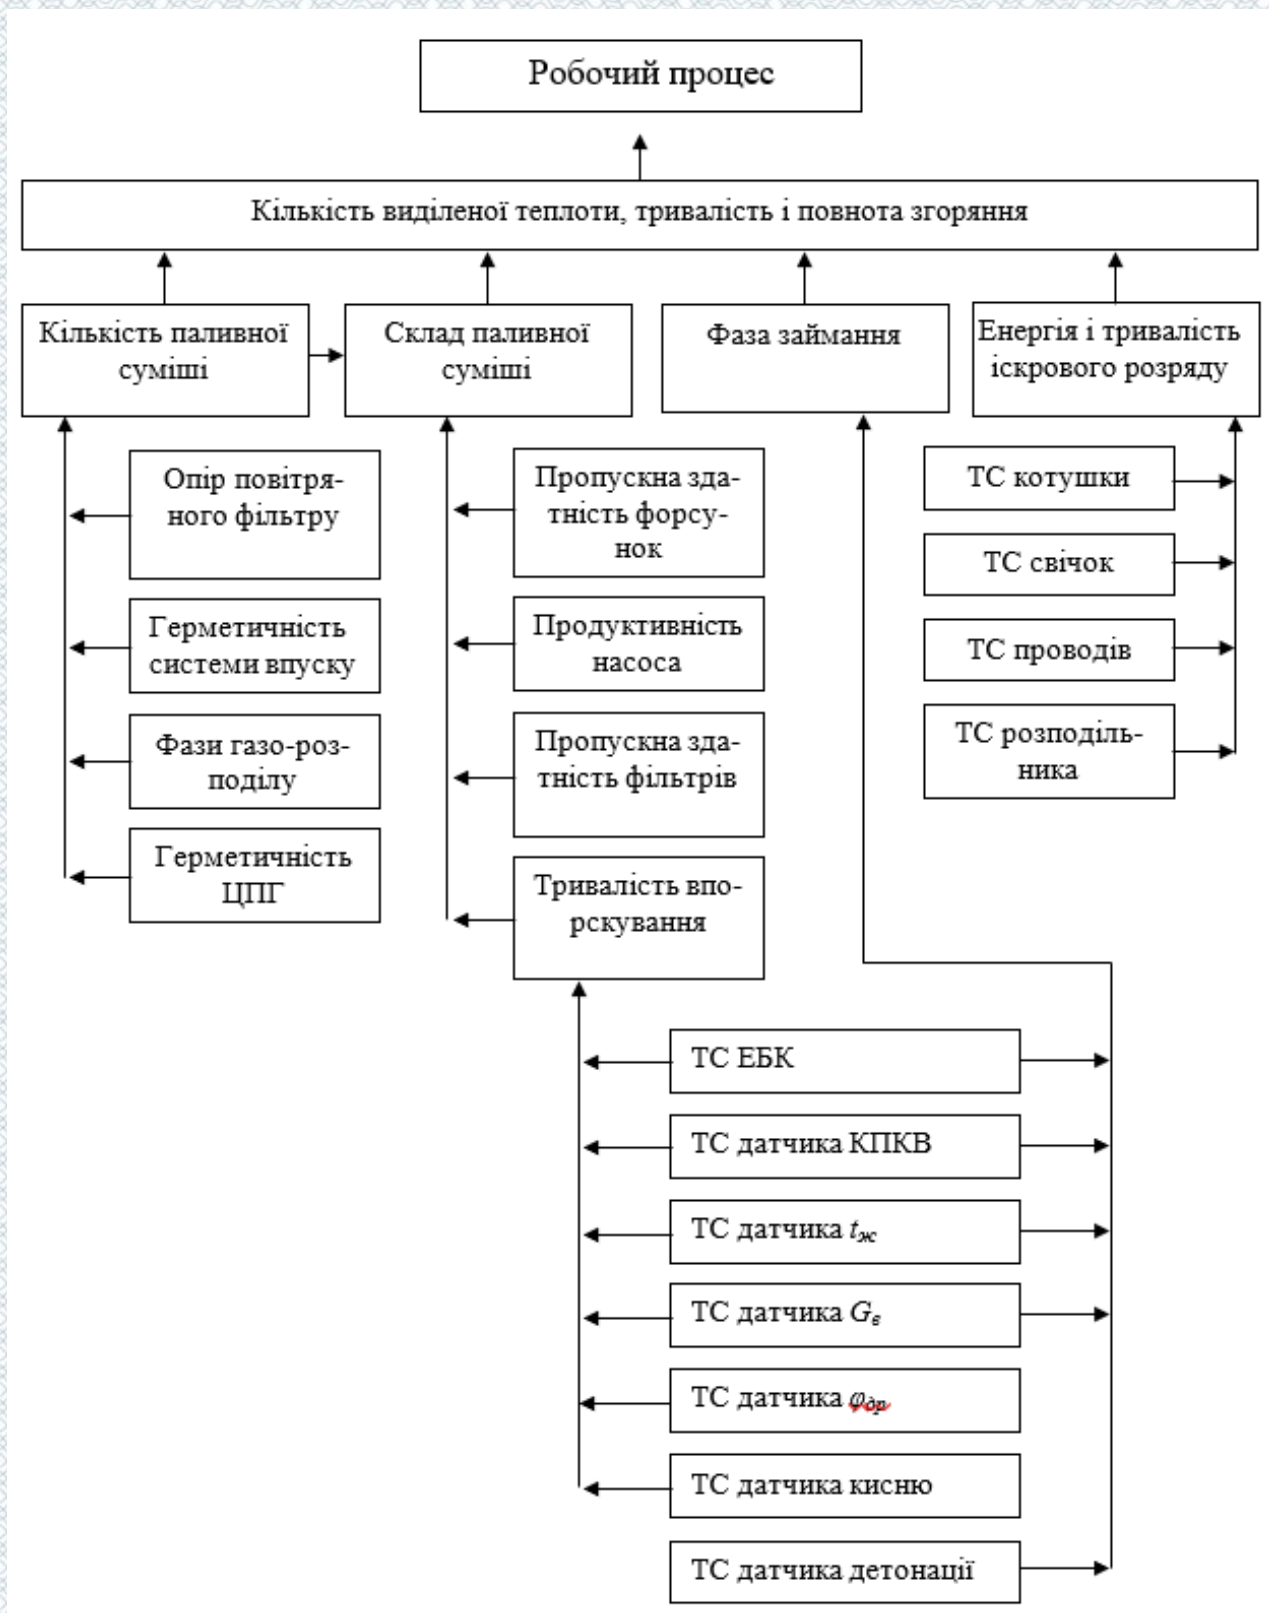 Робочий процес
Кількість виділеної теплоти, тривалість і повнота згоряння
Кількість паливної
суміші
Склад паливної
суміші
Фаза займання
Енергія і тривалість
іскрового розряду
Опір повітря-
ного фільтру
Герметичність
системи впуску
Фази газо-роз-
поділу
Герметичність
ЦПГ
Пропускна зда-
тність форсу-
нок
Продуктивність
насоса
Пропускна зда-
тність фільтрів
Тривалість впо-
рскування
ТС котушки
ТС свічок
ТС проводів
ТС розподіль-
ника
ТС ЕБК
ТС датчика КПКВ
ТС датчика tж
ТС датчика Gв
ТС датчика φдр
ТС датчика кисню
ТС датчика детонації